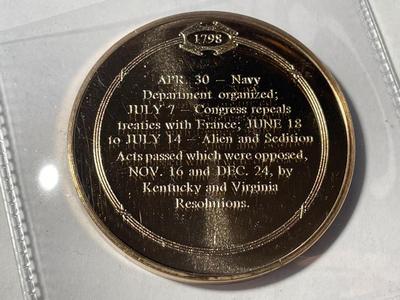 1798
APR. 30 — Navy
Department organized;
JULY 7 — Congress repeals
treaties with France; JUNE 18
to JULY 14 — Alien and Sedition
Acts passed which were opposed,
NOV. 16 and DEC. 24, by
Kentucky and Virginia
Resolutions.